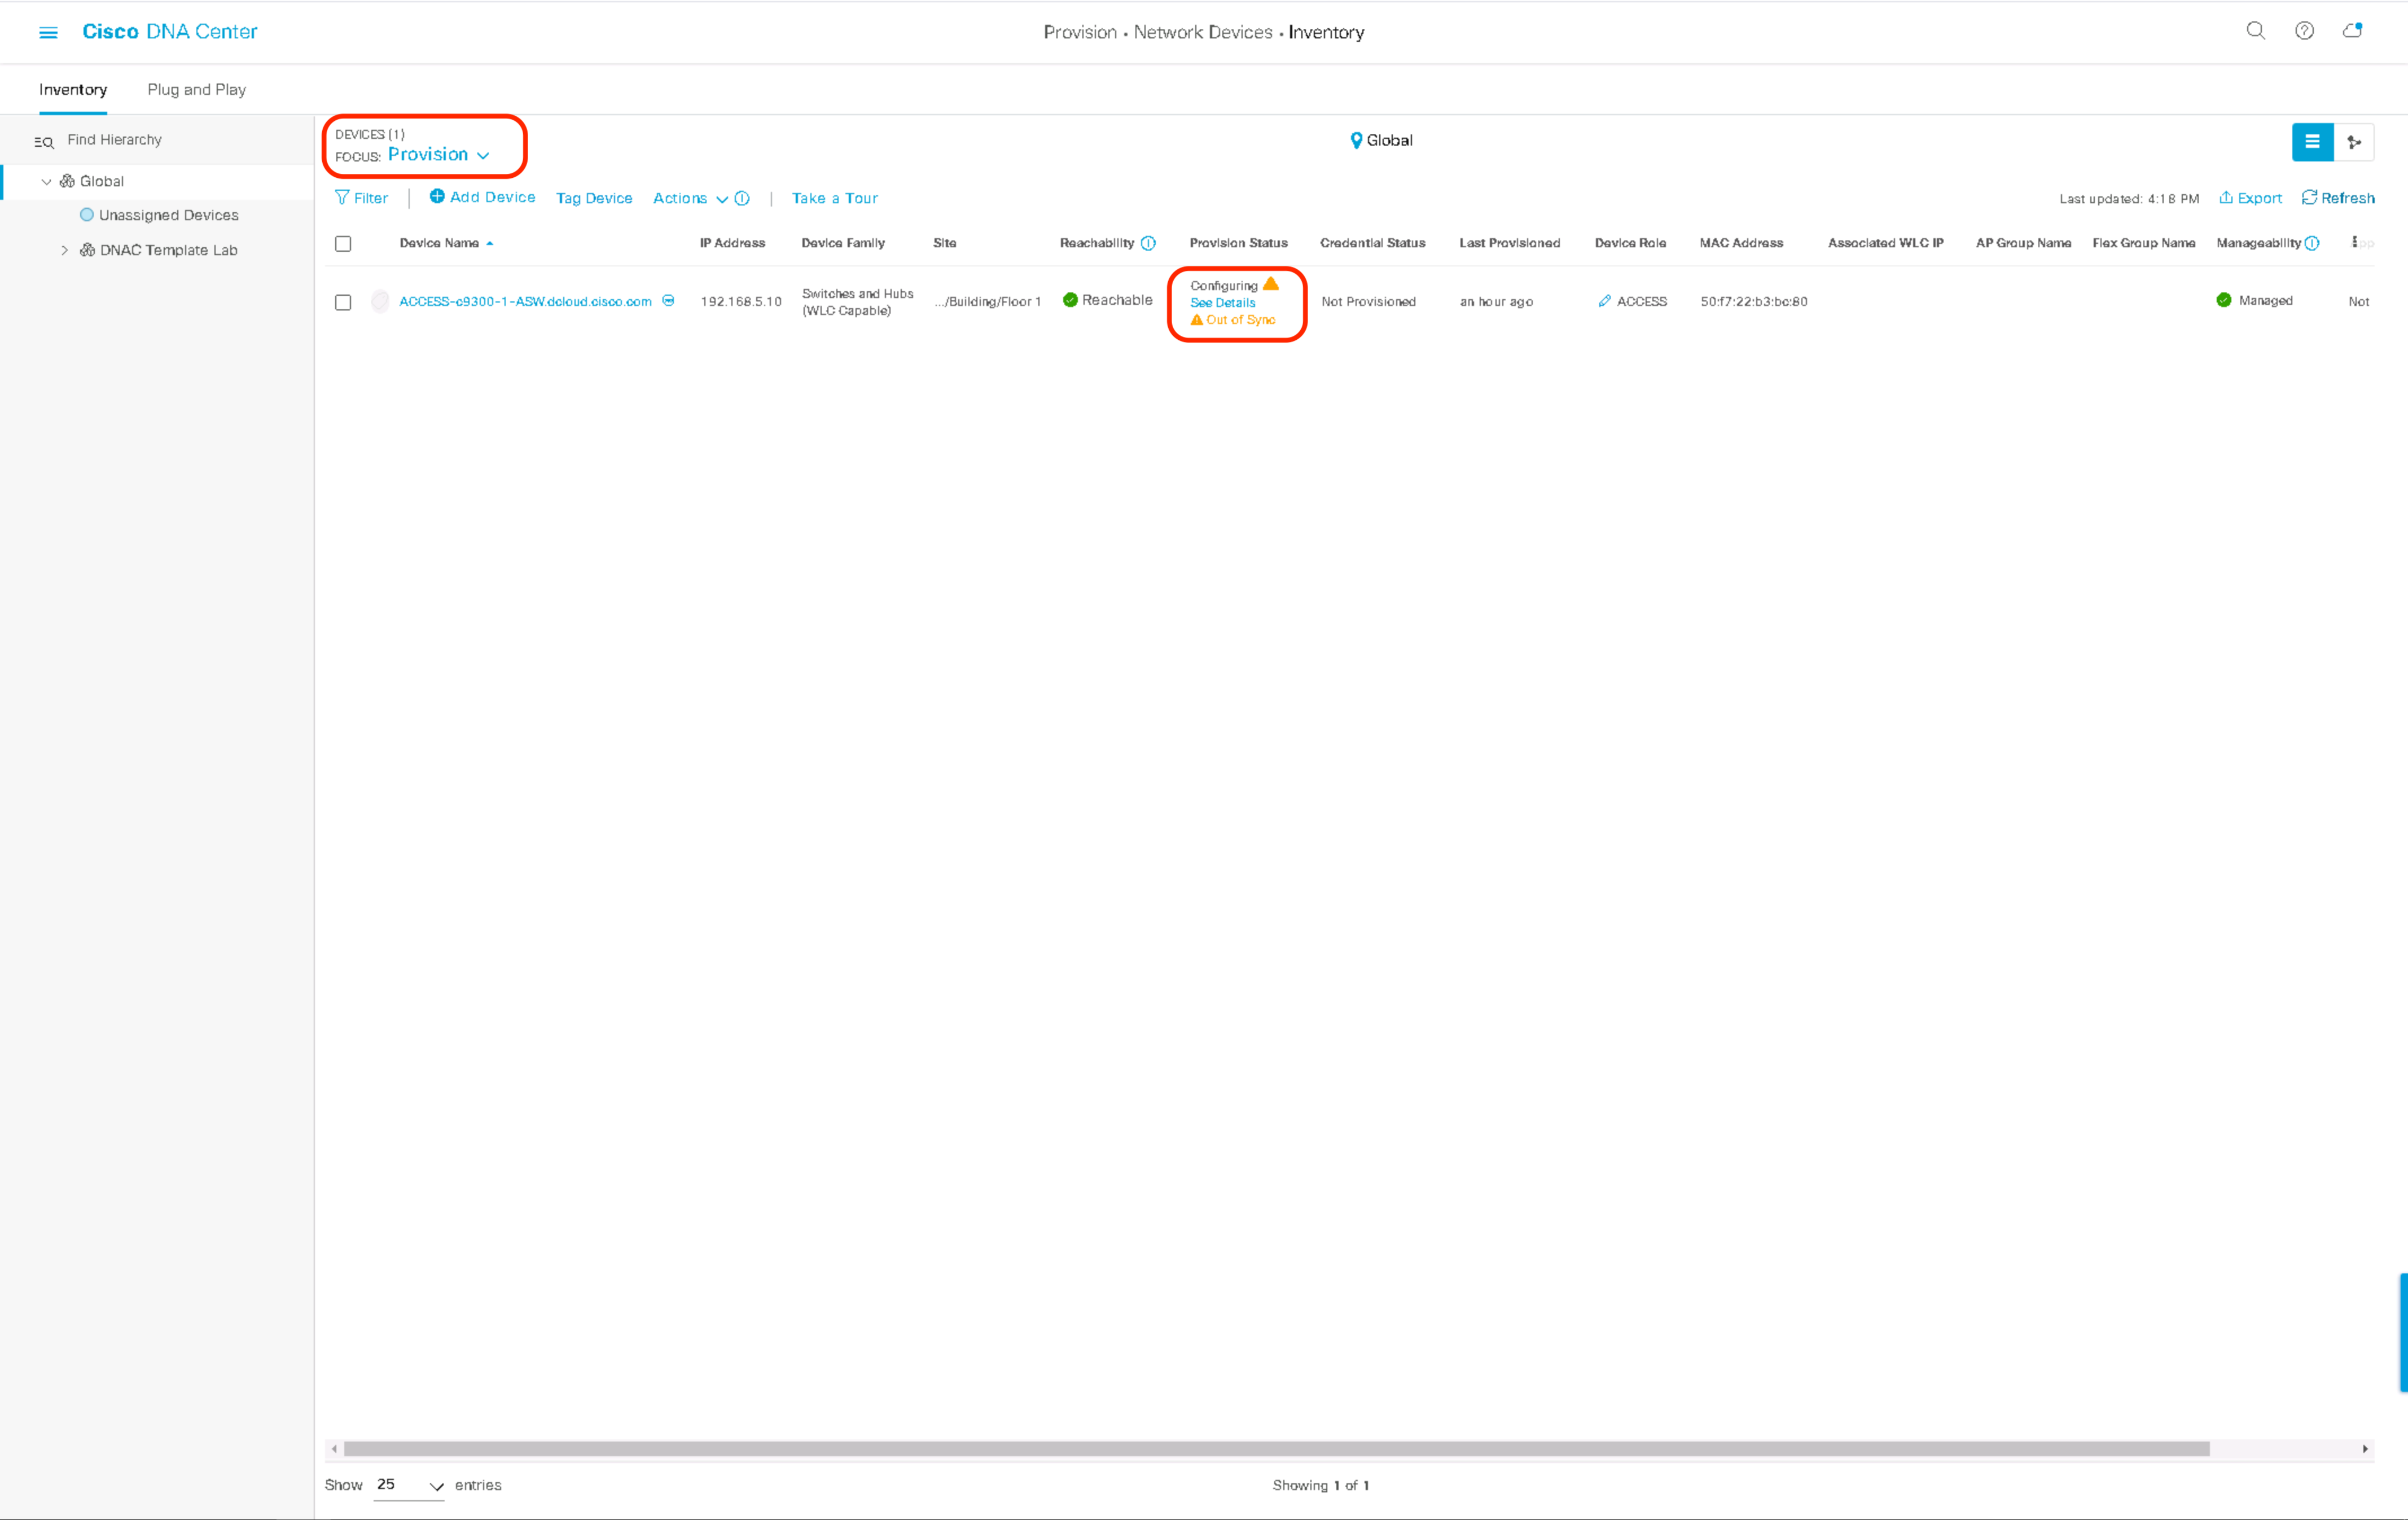 Cisco DNA Center
Provision • Network Devices • Inventory
Inventory
Plug and Play
Find Hierarchy
Global
Unassigned Devices
DNAC Template Lab
DEVICES (1)
FOCUS: Provision
Global
Filter | Add Device Tag Device Actions | Take a Tour
Last updated: 4:18 PM Export Refresh
Device Name IP Address Device Family Site Reachability Provision Status Credential Status Last Provisioned Device Role MAC Address Associated WLC IP AP Group Name Flex Group Name Manageability
ACCESS-c9300-1-ASW.dcloud.cisco.com
192.168.5.10
Switches and Hubs
(WLC Capable)
.../Building/Floor 1
Reachable
Configuring
See Details
Out of Sync
Not Provisioned
an hour ago
ACCESS
50:f7:22:b3:bc:80
Managed
Not
Show 25 entries
Showing 1 of 1